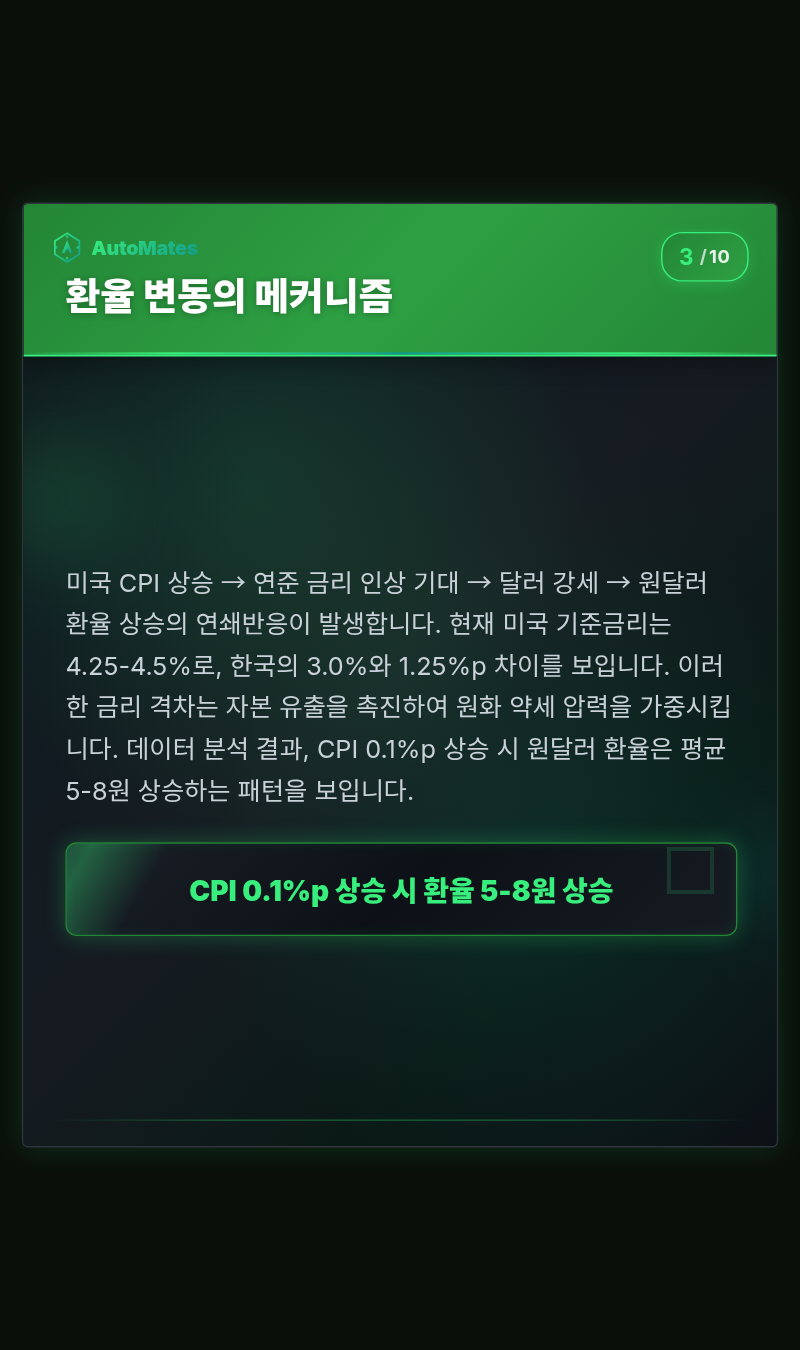 AutoMates
3 /10
환율 변동의 메커니즘
미국 CPI 상승 → 연준 금리 인상 기대 → 달러 강세 → 원달러
환율 상승의 연쇄반응이 발생합니다. 현재 미국 기준금리는
4.25-4.5%로, 한국의 3.0%와 1.25%p 차이를 보입니다. 이러
한 금리 격차는 자본 유출을 촉진하여 원화 약세 압력을 가중시킵
니다. 데이터 분석 결과, CPI 0.1%p 상승 시 원달러 환율은 평균
5-8원 상승하는 패턴을 보입니다.
CPI 0.1%p 상승 시 환율 5-8원 상승